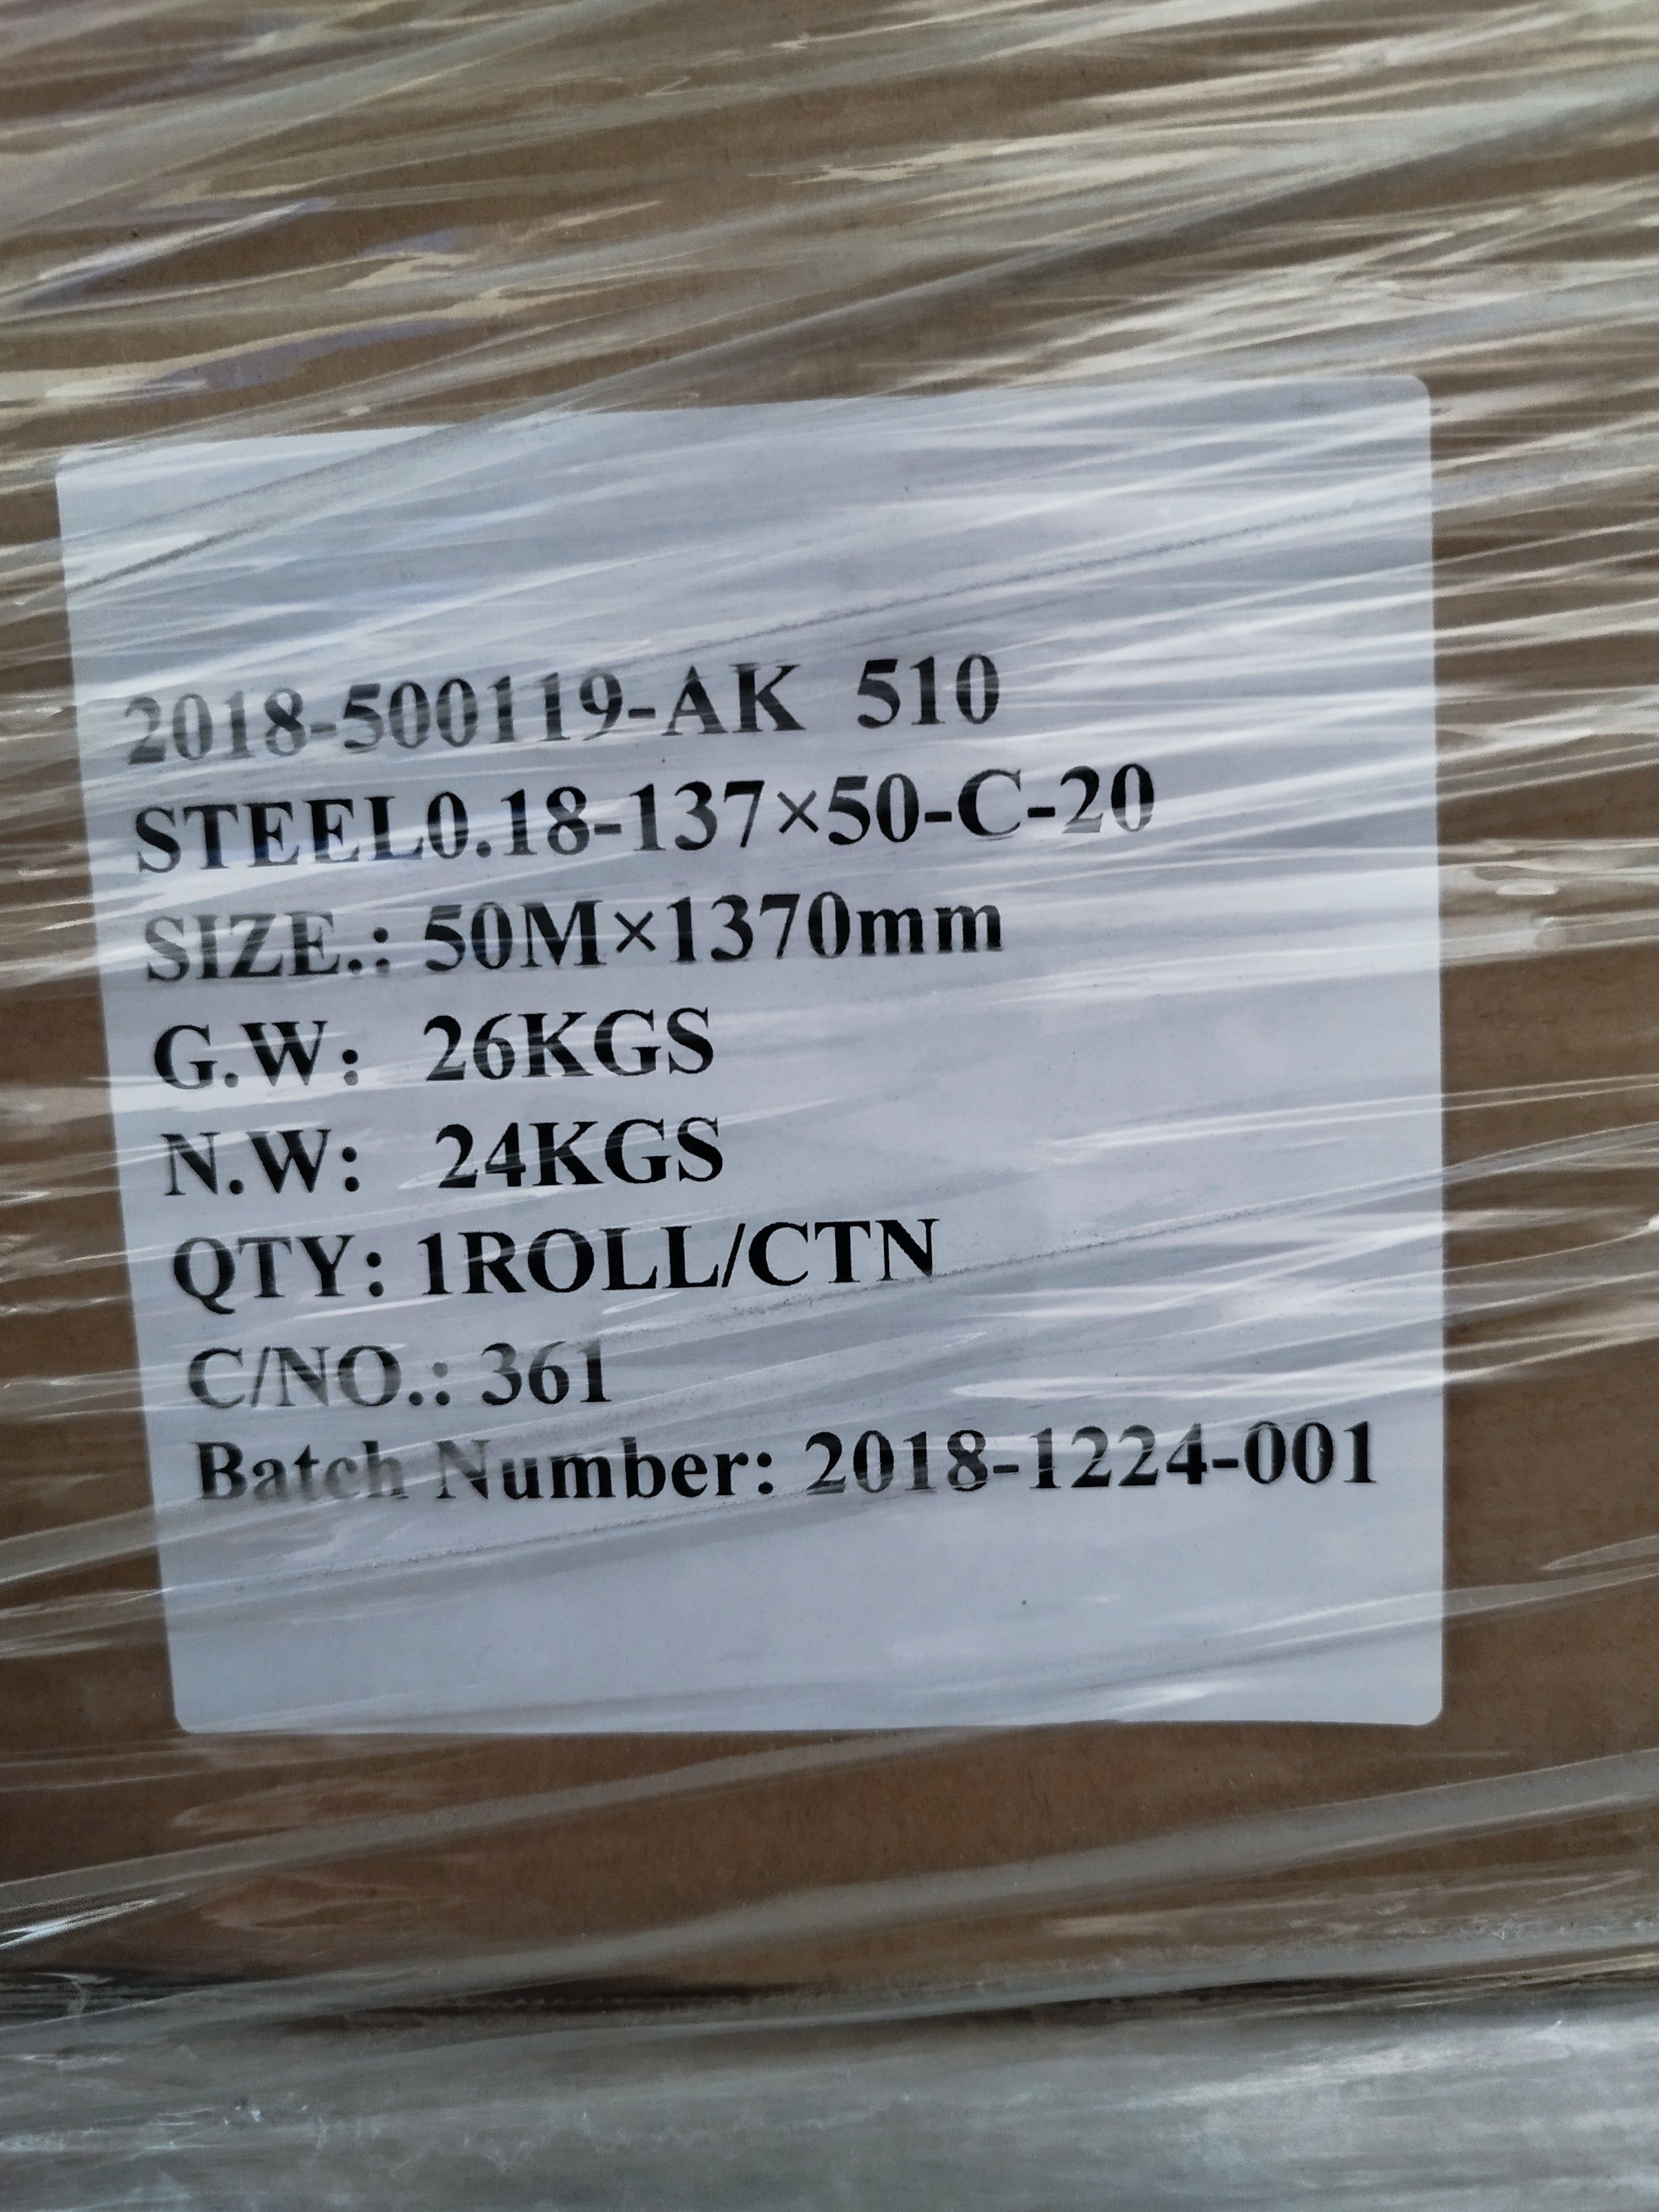 2018-500119-AK 510
STEEL0.18-137×50-C-20
SIZE.: 50M×1370mm
G.W: 26KGS
N.W: 24KGS
QTY: 1ROLL/CTN
C/NO.: 361
Batch Number: 2018-1224-001